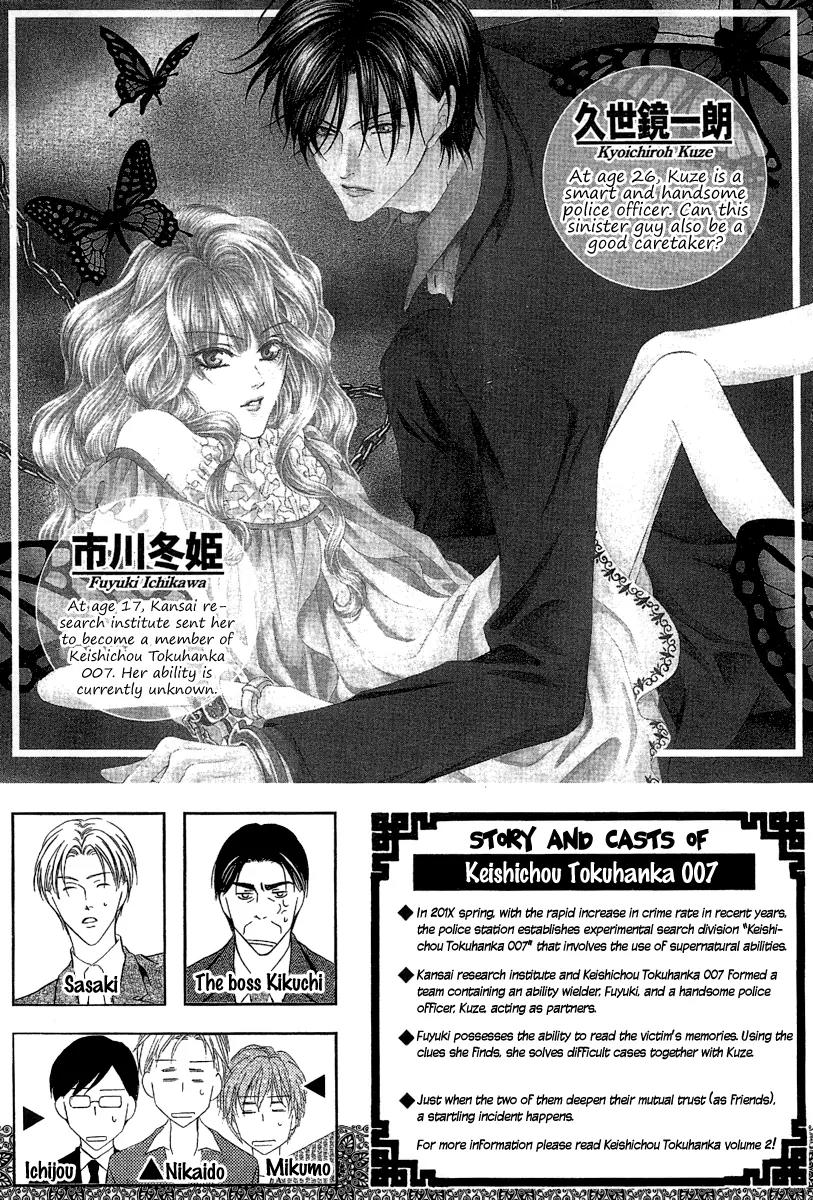 久世鏡一朗
Kyoichiroh Kuze
At age 26, Kuze is a
smart and handsome
police officer. Can this
sinister guy also be a
good caretaker?
市川冬姫
Fuyuki Ichikawa
At age 17, Kansai re-
search institute sent her
to become a member of
Keishichou Tokuhanka
007. Her ability is
currently unknown.
Sasaki
The boss Kikuchi
Ichijou
Nikaido
Mikumo
STORY AND CASTS OF
Keishichou Tokuhanka 007
◆ In 201X spring, with the rapid increase in crime rate in recent years,
the police station establishes experimental search division "Keishi-
chou Tokuhanka 007" that involves the use of supernatural abilities.
◆ Kansai research institute and Keishichou Tokuhanka 007 Formed a
team containing an ability wielder, Fuyuki, and a handsome police
officer, Kuze, acting as partners.
◆ Fuyuki possesses the ability to read the victim's memories. Using the
clues she finds, she solves difficult cases together with Kuze.
◆ Just when the two of them deepen their mutual trust (as friends),
a startling incident happens.
For more information please read Keishichou Tokuhanka volume 2!